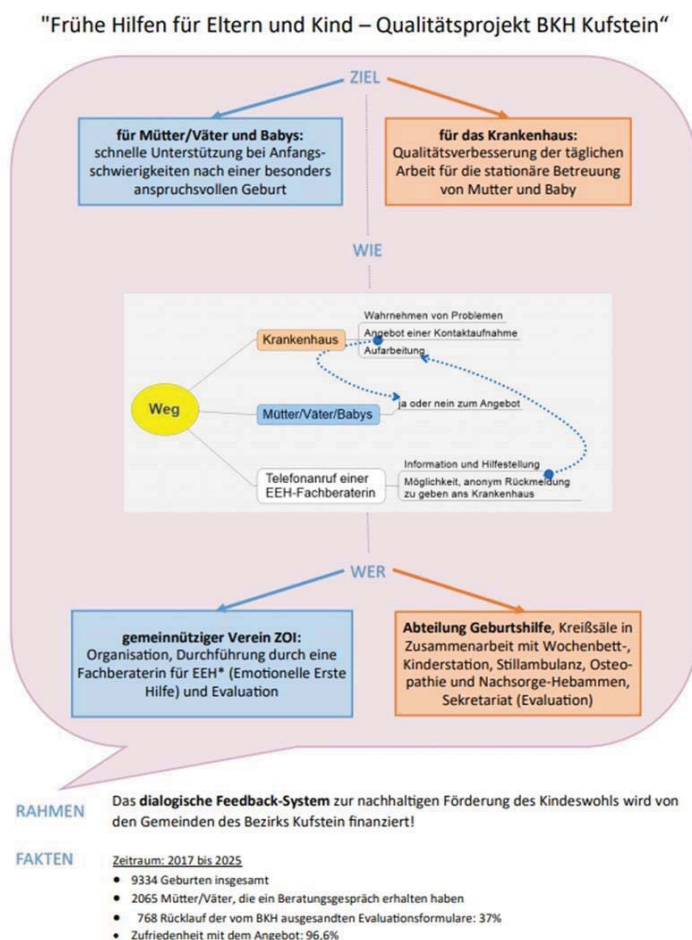 "Frühe Hilfen für Eltern und Kind – Qualitätsprojekt BKH Kufstein“
ZIEL
für Mütter/Väter und Babys:
schnelle Unterstützung bei Anfangs-
schwierigkeiten nach einer besonders
anspruchsvollen Geburt
für das Krankenhaus:
Qualitätsverbesserung der täglichen
Arbeit für die stationäre Betreuung
von Mutter und Baby
WIE
Weg
Krankenhaus
Wahrnehmen von Problemen
Angebot einer Kontaktaufnahme
Aufarbeitung
Mütter/Väter/Babys
ja oder nein zum Angebot
Telefonanruf einer
EEH-Fachberaterin
Information und Hilfestellung
Möglichkeit, anonym Rückmeldung
zu geben ans Krankenhaus
WER
gemeinnütziger Verein ZOI:
Organisation, Durchführung durch eine
Fachberaterin für EEH* (Emotionelle Erste
Hilfe) und Evaluation
Abteilung Geburtshilfe, Kreißsäle in
Zusammenarbeit mit Wochenbett-,
Kinderstation, Stillambulanz, Osteo-
pathie und Nachsorge-Hebammen,
Sekretariat (Evaluation)
RAHMEN
Das dialogische Feedback-System zur nachhaltigen Förderung des Kindeswohls wird von
den Gemeinden des Bezirks Kufstein finanziert!
FAKTEN
Zeitraum: 2017 bis 2025
• 9334 Geburten insgesamt
• 2065 Mütter/Väter, die ein Beratungsgespräch erhalten haben
• 768 Rücklauf der vom BKH ausgesandten Evaluationsformulare: 37%
• Zufriedenheit mit dem Angebot: 96,6%